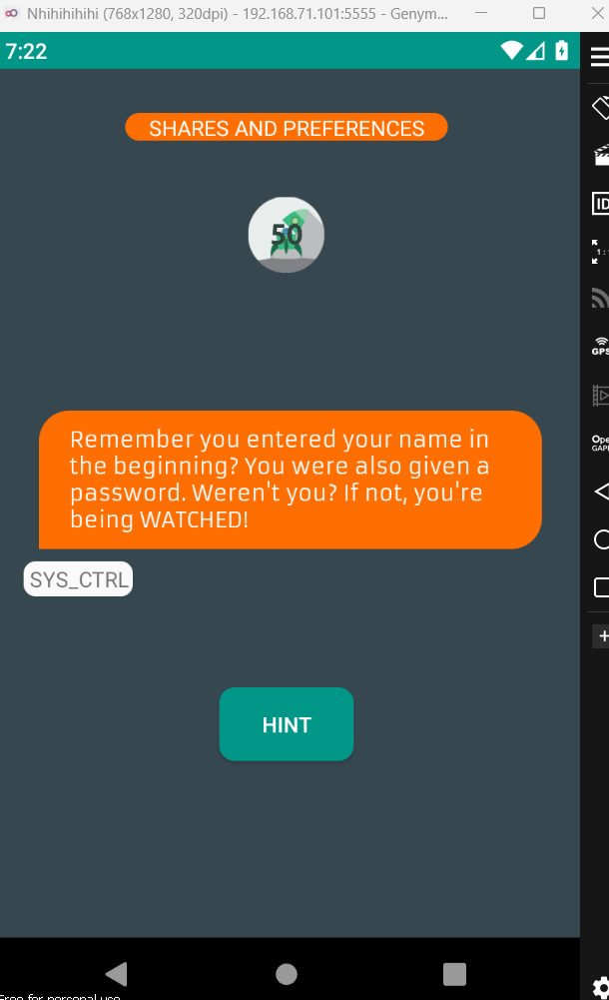 Nhihihihihi (768x1280, 320dpi) - 192.168.71.101:5555 - Genym...
7:22
SHARES AND PREFERENCES
50
Remember you entered your name in
the beginning? You were also given a
password. Weren't you? If not, you're
being WATCHED!
SYS_CTRL
HINT
ID
GPS
Free for personal use